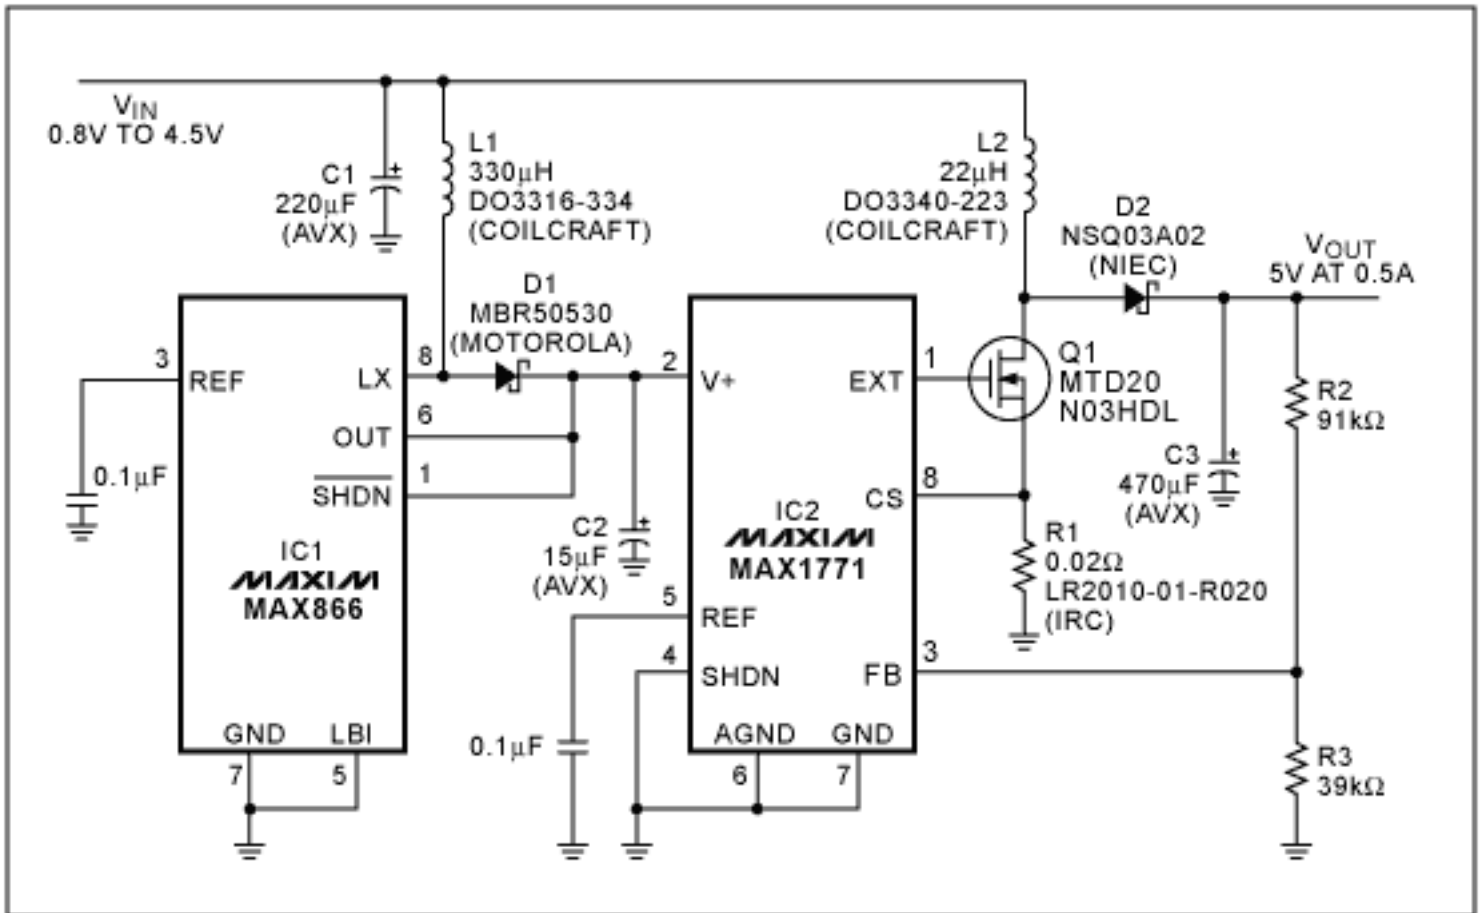 VIN
0.8V TO 4.5V
C1
220µF
(AVX)
+
L1
330µH
DO3316-334
(COILCRAFT)
L2
22µH
DO3340-223
(COILCRAFT)
D2
NSQ03A02
(NIEC)
VOUT
5V AT 0.5A
D1
MBR50530
(MOTOROLA)
3
REF
LX
8
OUT
6
SHDN
1
0.1µF
IC1
MAXIM
MAX866
GND
LBI
7
5
C2
15µF
(AVX)
+
2
V+
EXT
1
CS
8
IC2
MAXIM
MAX1771
5
REF
4
SHDN
FB
3
AGND
GND
6
7
0.1µF
Q1
MTD20
N03HDL
R1
0.02Ω
LR2010-01-R020
(IRC)
C3
470µF
(AVX)
+
R2
91kΩ
R3
39kΩ